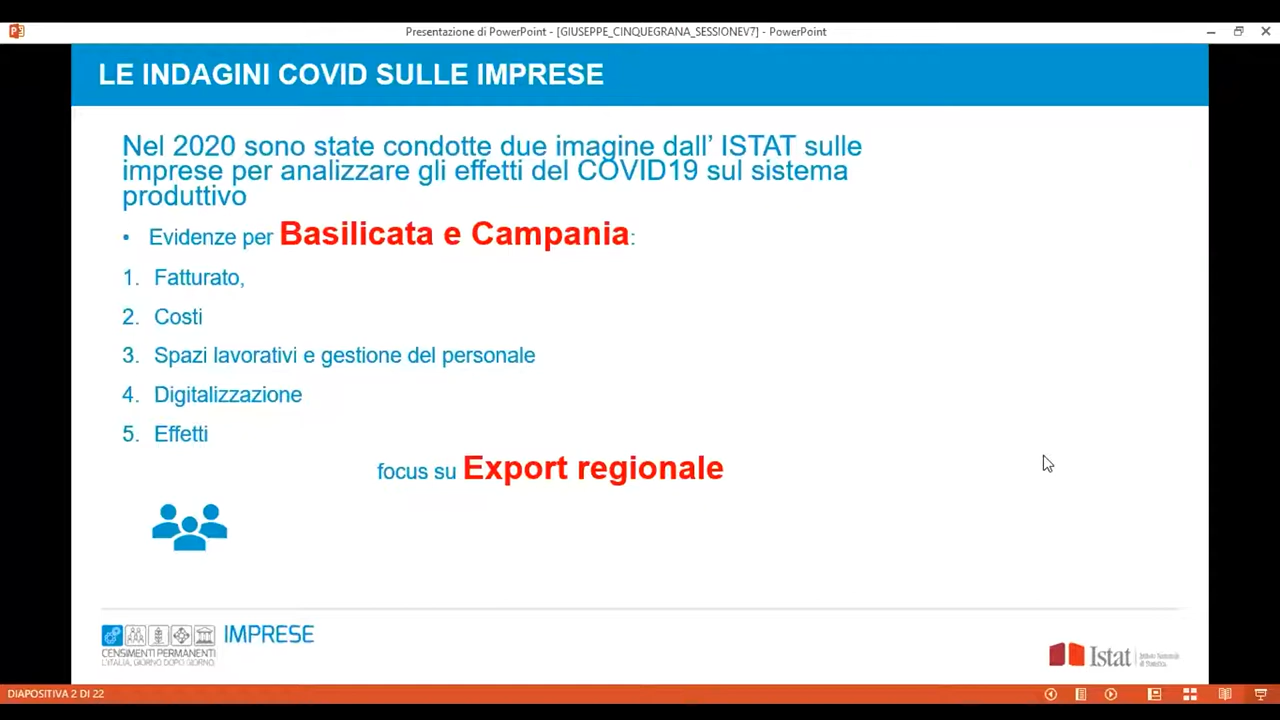 Presentazione di PowerPoint - [GIUSEPPE_CINQUEGRANA_SESSIONEV7] - PowerPoint
LE INDAGINI COVID SULLE IMPRESE
Nel 2020 sono state condotte due imagine dall’ ISTAT sulle
imprese per analizzare gli effetti del COVID19 sul sistema
produttivo
• Evidenze per Basilicata e Campania:
1. Fatturato,
2. Costi
3. Spazi lavorativi e gestione del personale
4. Digitalizzazione
5. Effetti
focus su Export regionale
IMPRESE
CENSIMENTI PERMANENTI
L'ITALIA, GIORNO DOPO GIORNO.
Istat
DIAPOSITIVA 2 DI 22